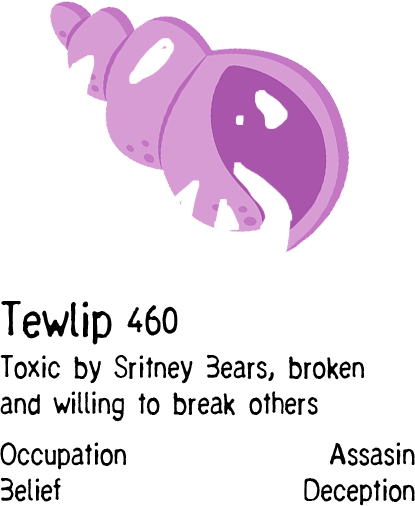 Tewlip 460
Toxic by Sritney Bears, broken
and willing to break others
Occupation Assasin
Belief Deception